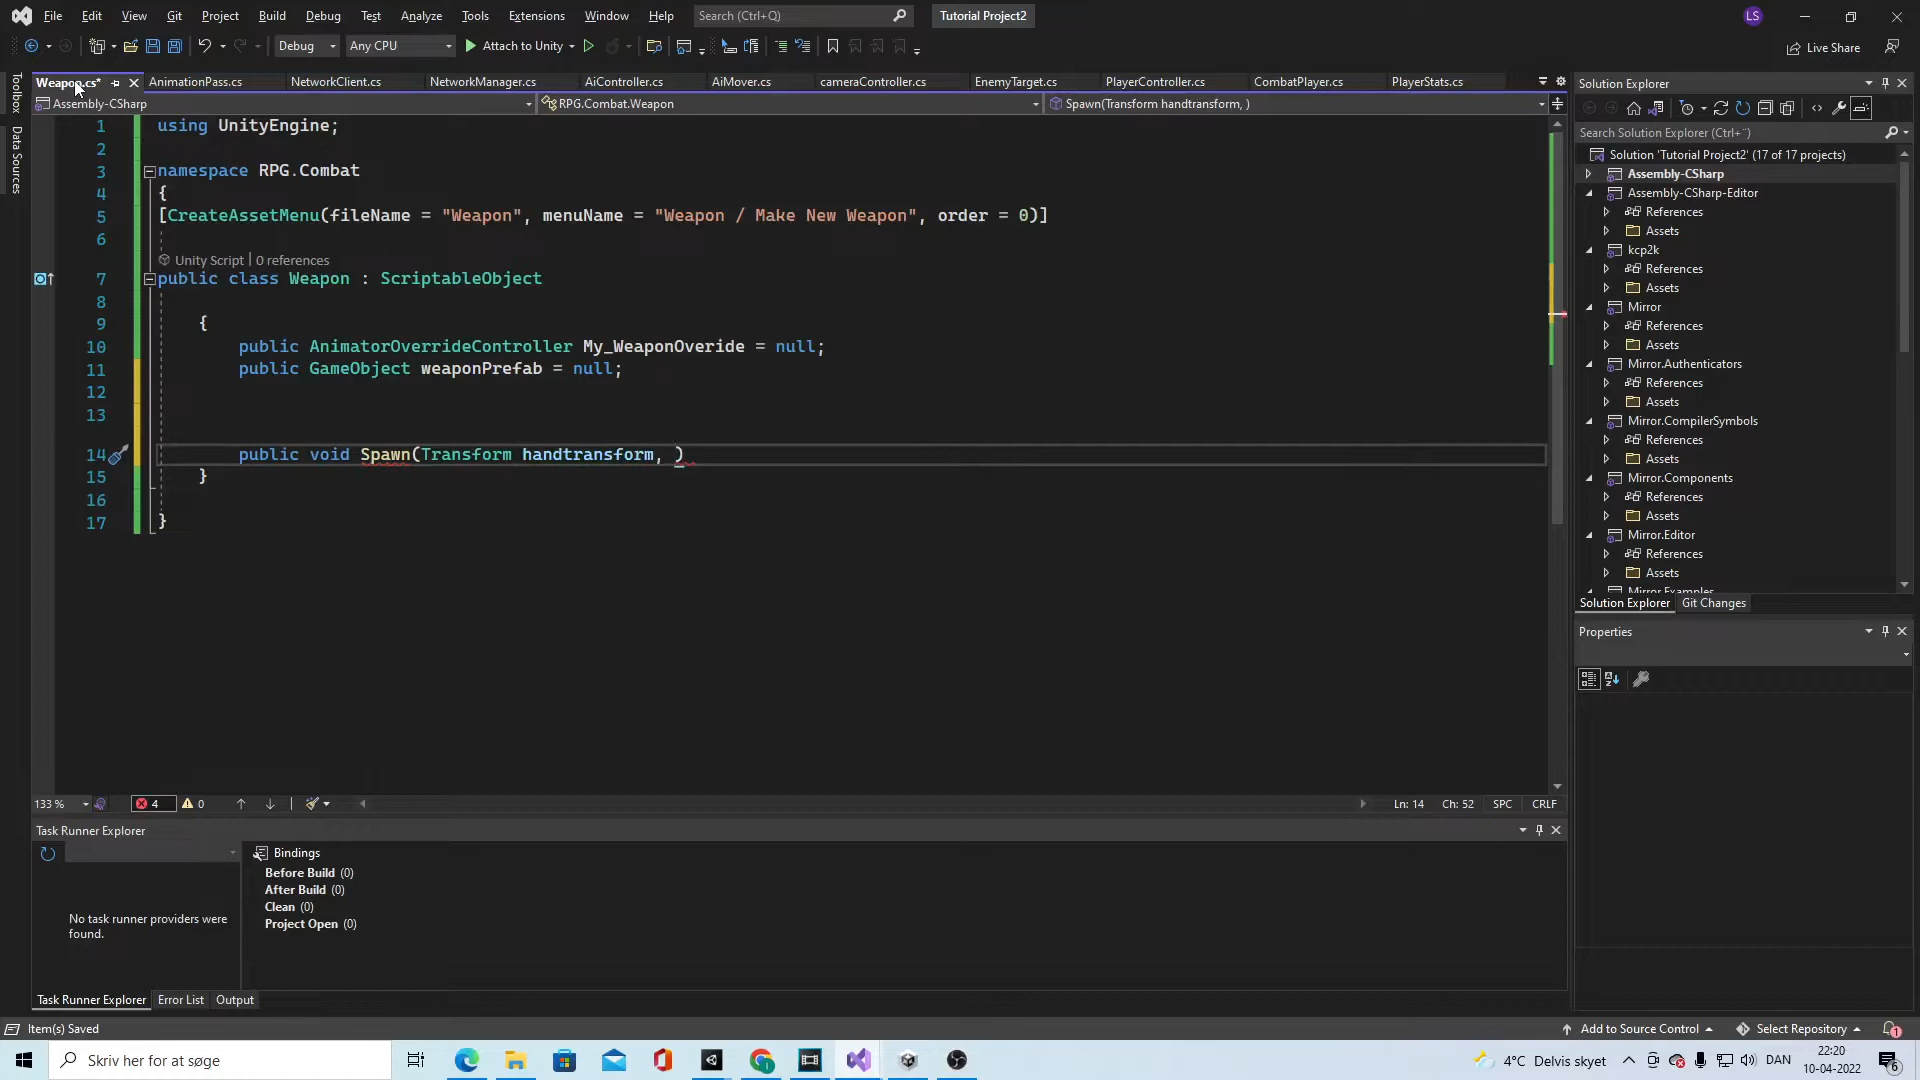 File Edit View Git Project Build Debug Test Analyze Tools Extensions Window Help Search (Ctrl+Q) Tutorial Project2 LS
Debug Any CPU Attach to Unity Live Share
Weapon.cs* AnimationPass.cs NetworkClient.cs NetworkManager.cs AiController.cs AiMover.cs cameraController.cs EnemyTarget.cs PlayerController.cs CombatPlayer.cs PlayerStats.cs
Assembly-CSharp RPG.Combat.Weapon Spawn(Transform handtransform, )
Toolbox
Data Sources
1 using UnityEngine;
2
3 namespace RPG.Combat
4 {
5 [CreateAssetMenu(fileName = "Weapon", menuName = "Weapon / Make New Weapon", order = 0)]
6
Unity Script | 0 references
7 public class Weapon : ScriptableObject
8
9 {
10 public AnimatorOverrideController My_WeaponOveride = null;
11 public GameObject weaponPrefab = null;
12
13
14 public void Spawn(Transform handtransform, )
15 }
16
17 }
133 % 4 0 Ln: 14 Ch: 52 SPC CRLF
Task Runner Explorer
Bindings
Before Build (0)
After Build (0)
Clean (0)
Project Open (0)
No task runner providers were
found.
Task Runner Explorer Error List Output
Solution Explorer
Search Solution Explorer (Ctrl+¨)
Solution 'Tutorial Project2' (17 of 17 projects)
Assembly-CSharp
Assembly-CSharp-Editor
References
Assets
kcp2k
References
Assets
Mirror
References
Assets
Mirror.Authenticators
References
Assets
Mirror.CompilerSymbols
References
Assets
Mirror.Components
References
Assets
Mirror.Editor
References
Assets
Mirror.Examples
Solution Explorer Git Changes
Properties
Item(s) Saved Add to Source Control Select Repository 1
Skriv her for at søge 4°C Delvis skyet DAN 22:20
10-04-2022 6